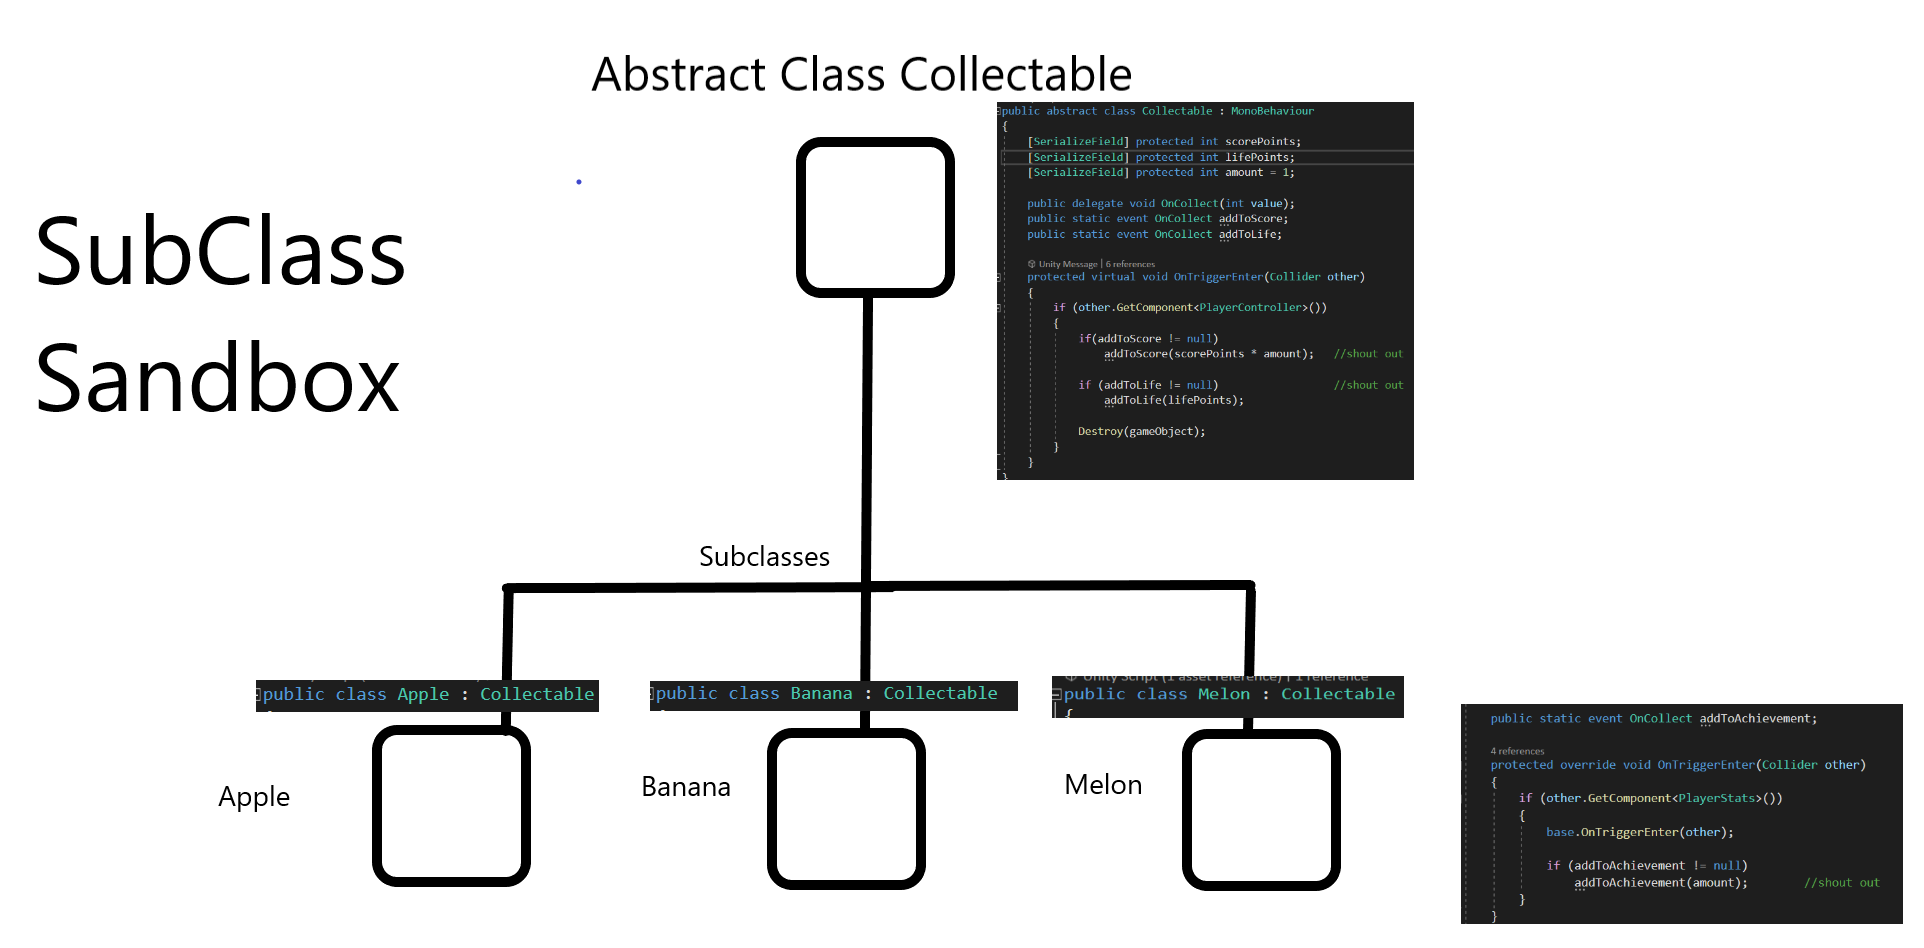 Abstract Class Collectable
SubClass
Sandbox
public abstract class Collectable : MonoBehaviour
{
[SerializeField] protected int scorePoints;
[SerializeField] protected int lifePoints;
[SerializeField] protected int amount = 1;
public delegate void OnCollect(int value);
public static event OnCollect addToScore;
public static event OnCollect addToLife;
Unity Message | 6 references
protected virtual void OnTriggerEnter(Collider other)
{
if (other.GetComponent<PlayerController>())
{
if(addToScore != null)
addToScore(scorePoints * amount); //shout out
if (addToLife != null) //shout out
addToLife(lifePoints);
Destroy(gameObject);
}
}
}
Subclasses
public class Apple : Collectable
Apple
public class Banana : Collectable
Banana
Unity Script (1 asset reference) | 1 reference
public class Melon : Collectable
{
Melon
public static event OnCollect addToAchievement;
4 references
protected override void OnTriggerEnter(Collider other)
{
if (other.GetComponent<PlayerStats>())
{
base.OnTriggerEnter(other);
if (addToAchievement != null)
addToAchievement(amount); //shout out
}
}